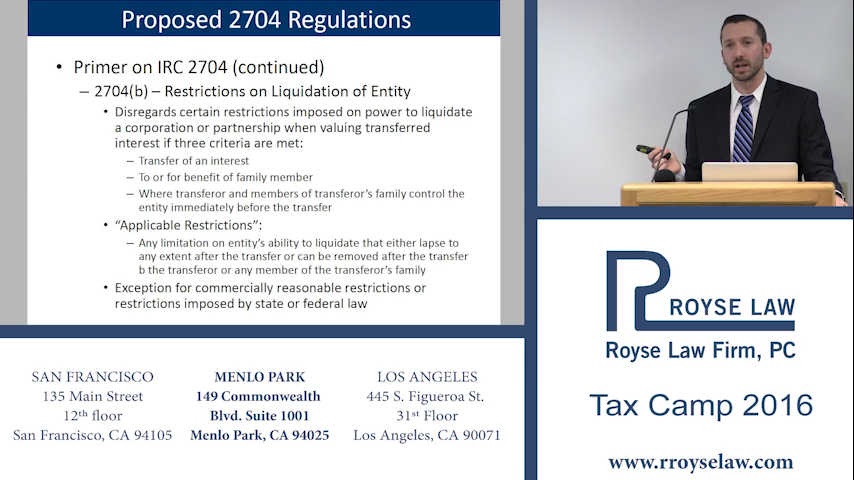 Proposed 2704 Regulations
• Primer on IRC 2704 (continued)
– 2704(b) – Restrictions on Liquidation of Entity
• Disregards certain restrictions imposed on power to liquidate
a corporation or partnership when valuing transferred
interest if three criteria are met:
– Transfer of an interest
– To or for benefit of family member
– Where transferor and members of transferor's family control the
entity immediately before the transfer
• "Applicable Restrictions":
– Any limitation on entity's ability to liquidate that either lapse to
any extent after the transfer or can be removed after the transfer
b the transferor or any member of the transferor's family
• Exception for commercially reasonable restrictions or
restrictions imposed by state or federal law
SAN FRANCISCO
135 Main Street
12th floor
San Francisco, CA 94105
MENLO PARK
149 Commonwealth
Blvd. Suite 1001
Menlo Park, CA 94025
LOS ANGELES
445 S. Figueroa St.
31st Floor
Los Angeles, CA 90071
ROYSE LAW
Royse Law Firm, PC
Tax Camp 2016
www.rroyselaw.com